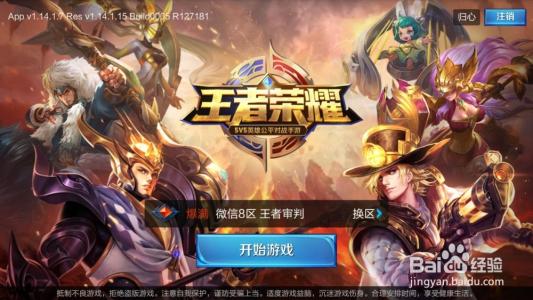 App v1.14.1.7 Res v1.14.1.15 Build0005 R127181
归心 注销
王者荣耀
5V5英雄公平对战手游
爆满 微信8区 王者审判 换区
开始游戏
抵制不良游戏，拒绝盗版游戏。注意自我保护，谨防受骗上当。适度游戏益脑，沉迷游戏伤身。合理安排时间，享受健康生活。
Baidu经验
jingyan.baidu.com